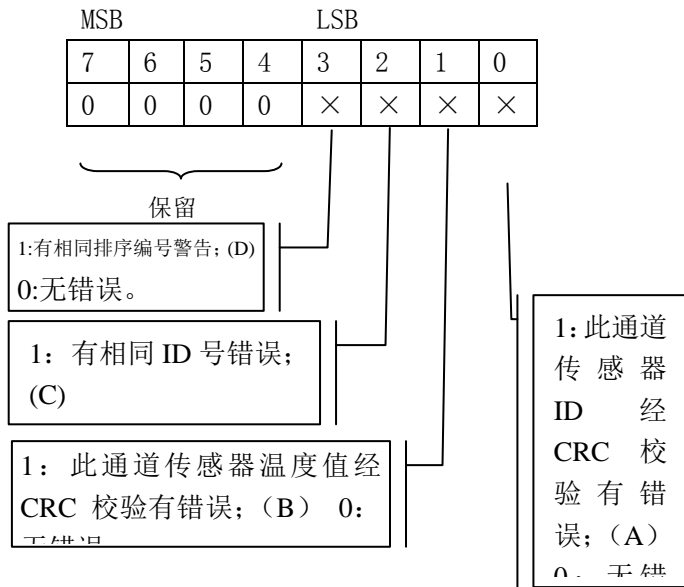 MSB LSB
7 6 5 4 3 2 1 0
0 0 0 0 × × × ×
保留
1:有相同排序编号警告; (D)
0:无错误。
1：有相同 ID 号错误；
(C)
1：此通道传感器温度值经
CRC 校验有错误;（B） 0：
1: 此通道
传感器
ID 经
CRC 校
验有错
误;（A）
0：无错